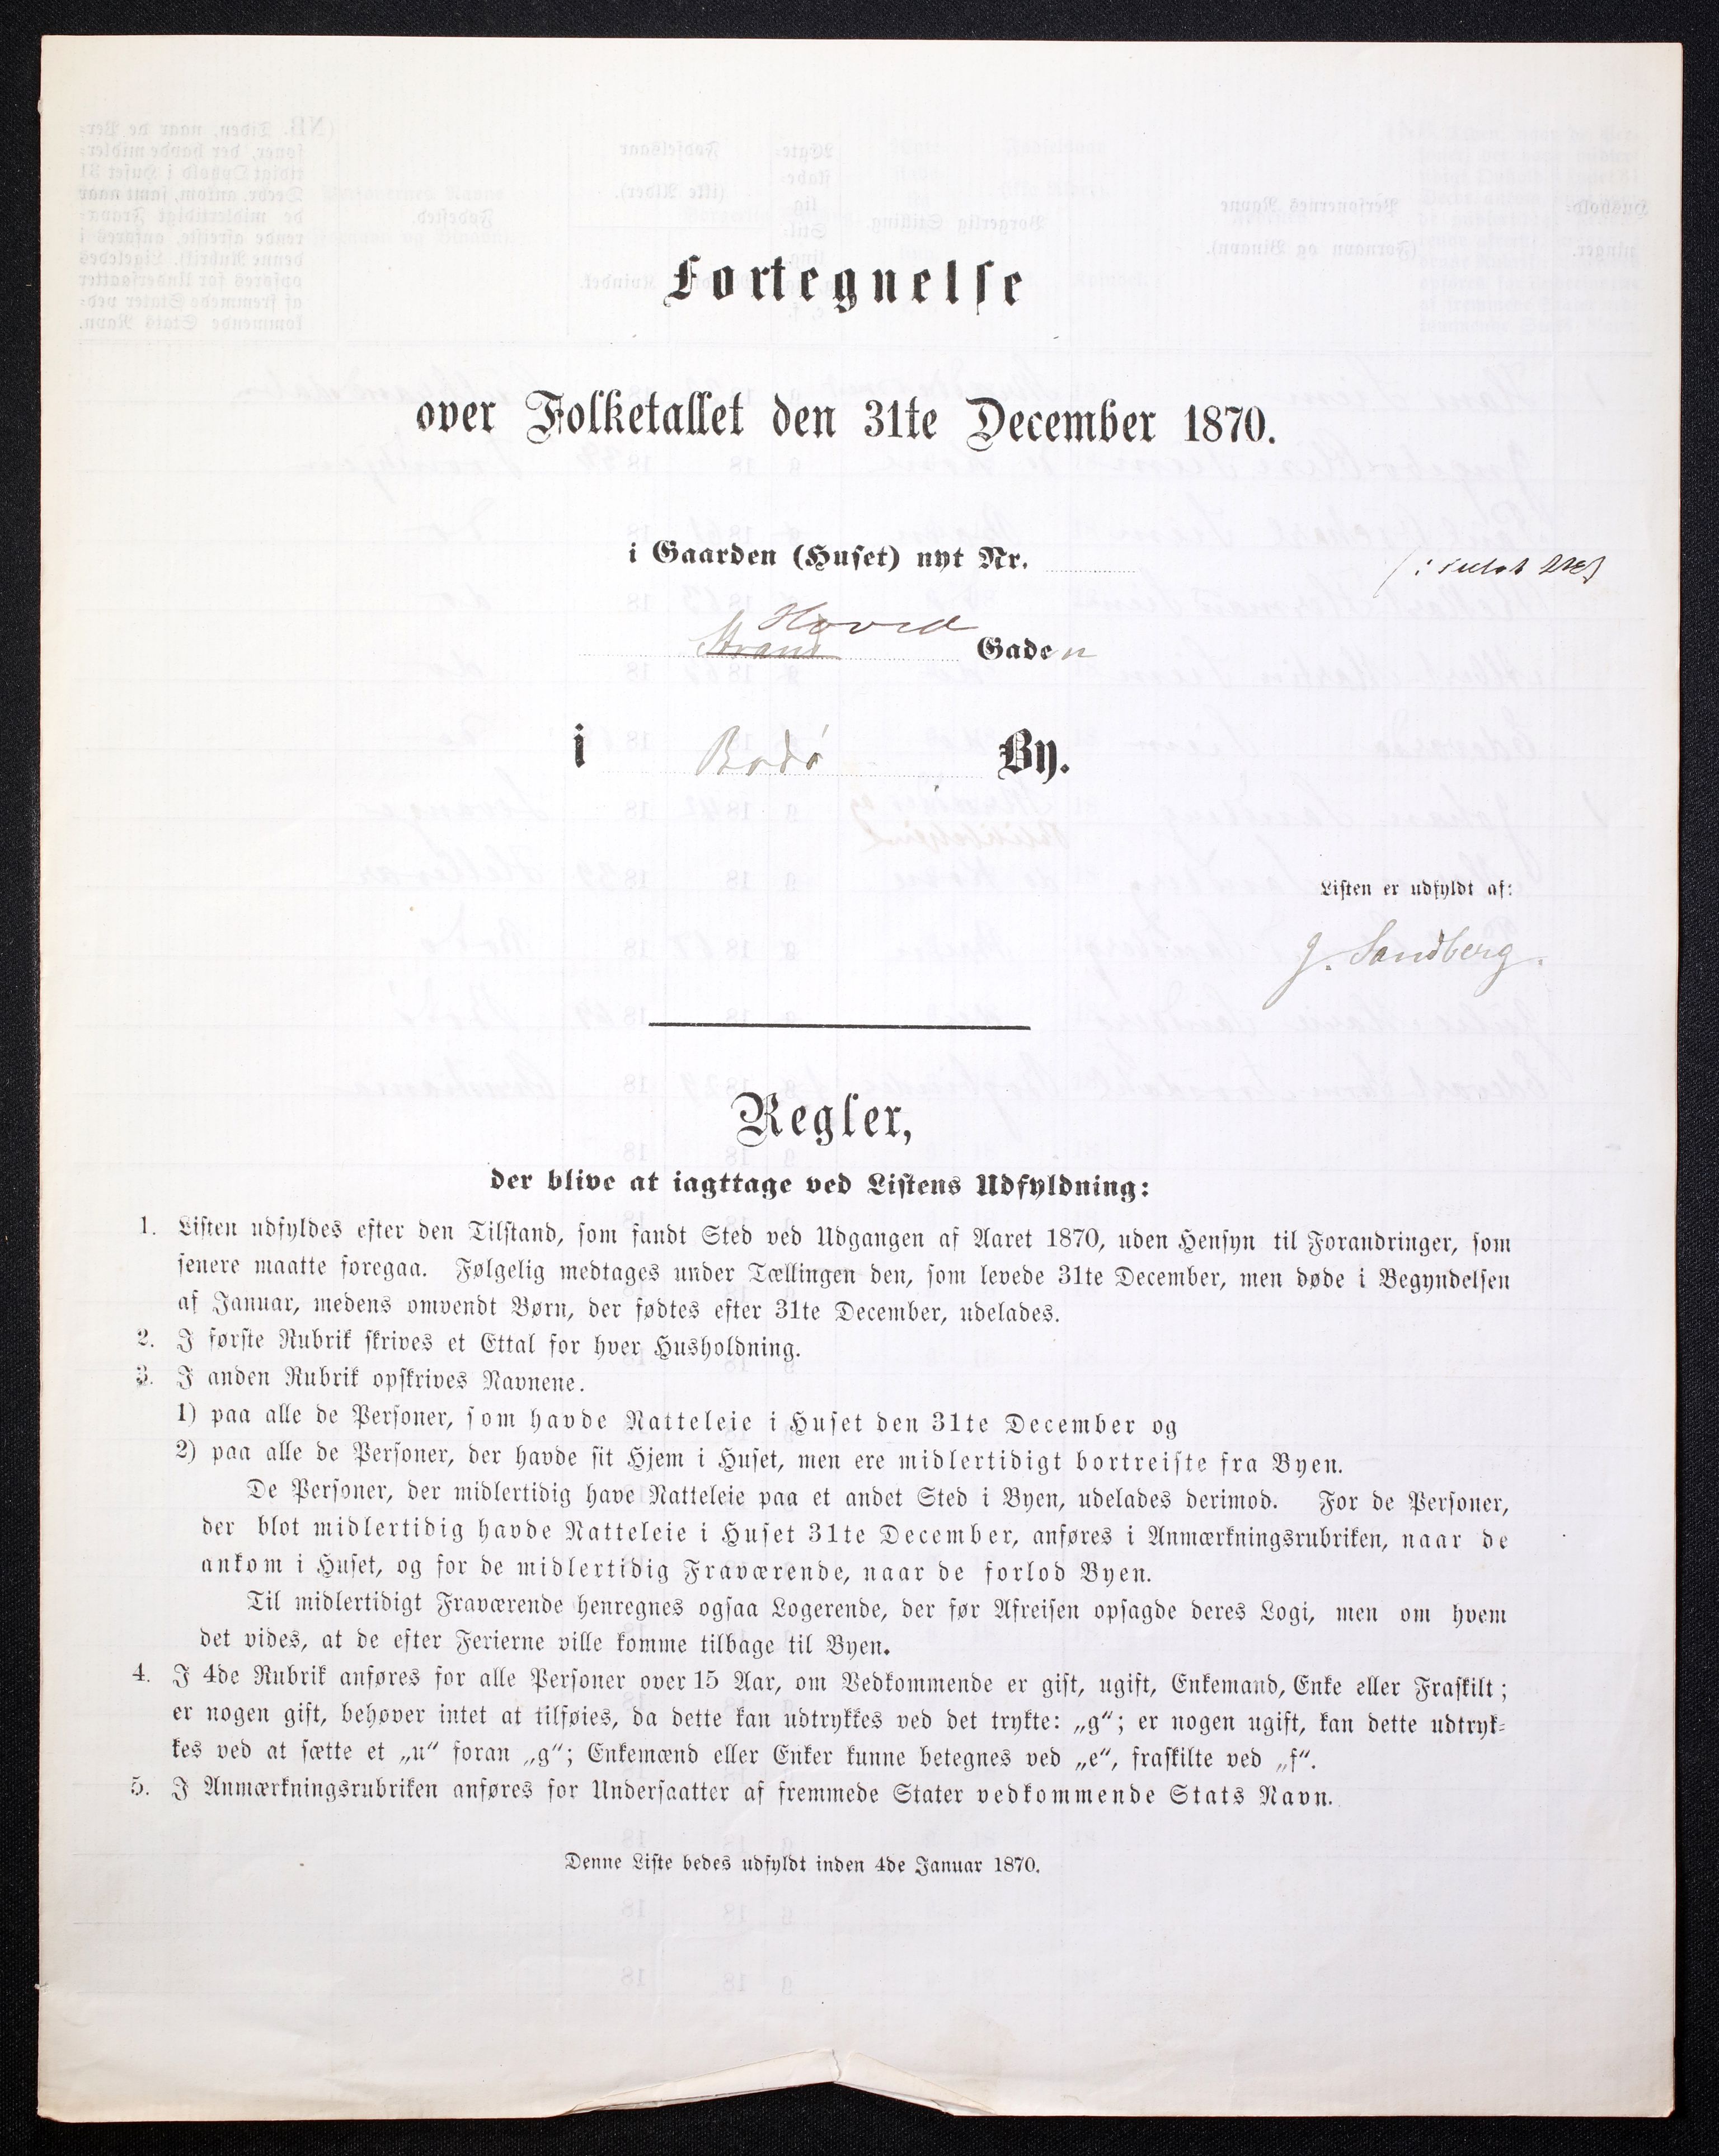 Fortegnelse
over Folketallet den 31te December 1870.
i Gaarden (Huset) nyt Nr.
Hoved
Strand Gaden
i Bodø By.
Listen er udfyldt af:
J. Sandberg.
Regler,
der blive at iagttage ved Listens Udfyldning:
1. Listen udfyldes efter den Tilstand, som fandt Sted ved Udgangen af Aaret 1870, uden Hensyn til Forandringer, som
senere maatte foregaa. Følgelig medtages under Tællingen den, som levede 31te December, men døde i Begyndelsen
af Januar, medens omvendt Børn, der fødtes efter 31te December, udelades.
2. I første Rubrik skrives et Ettal for hver Husholdning.
3. I anden Rubrik opskrives Navnene.
1) paa alle de Personer, som havde Natteleie i Huset den 31te December og
2) paa alle de Personer, der havde sit Hjem i Huset, men ere midlertidigt bortreiste fra Byen.
De Personer, der midlertidig have Natteleie paa et andet Sted i Byen, udelades derimod. For de Personer,
der blot midlertidig havde Natteleie i Huset 31te December, anføres i Anmærkningsrubriken, naar de
ankom i Huset, og for de midlertidig Fraværende, naar de forlod Byen.
Til midlertidigt Fraværende henregnes ogsaa Logerende, der før Afreisen opsagde deres Logi, men om hvem
det vides, at de efter Ferierne ville komme tilbage til Byen.
4. I 4de Rubrik anføres for alle Personer over 15 Aar, om Vedkommende er gift, ugift, Enkemand, Enke eller Fraskilt;
er nogen gift, behøver intet at tilføies, da dette kan udtrykkes ved det trykte: „g“; er nogen ugift, kan dette udtryk-
kes ved at sætte et „u“ foran „g“; Enkemænd eller Enker kunne betegnes ved „e“, fraskilte ved „f“.
5. I Anmærkningsrubriken anføres for Undersaatter af fremmede Stater vedkommende Stats Navn.
Denne Liste bedes udfyldt inden 4de Januar 1870.